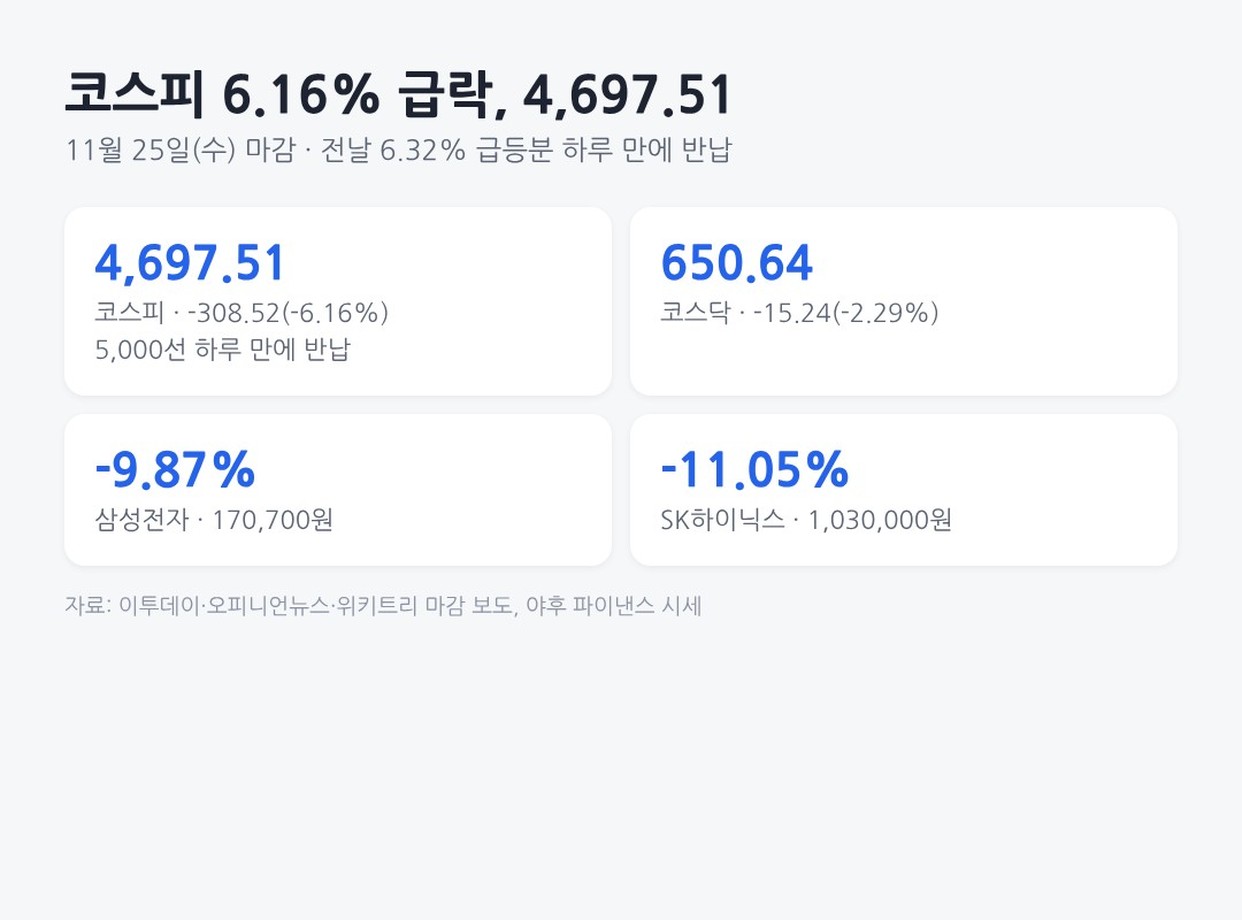 코스피 6.16% 급락, 4,697.51
11월 25일(수) 마감 · 전날 6.32% 급등분 하루 만에 반납
4,697.51
코스피 · -308.52(-6.16%)
5,000선 하루 만에 반납
650.64
코스닥 · -15.24(-2.29%)
-9.87%
삼성전자 · 170,700원
-11.05%
SK하이닉스 · 1,030,000원
자료: 이투데이·오피니언뉴스·위키트리 마감 보도, 야후 파이낸스 시세